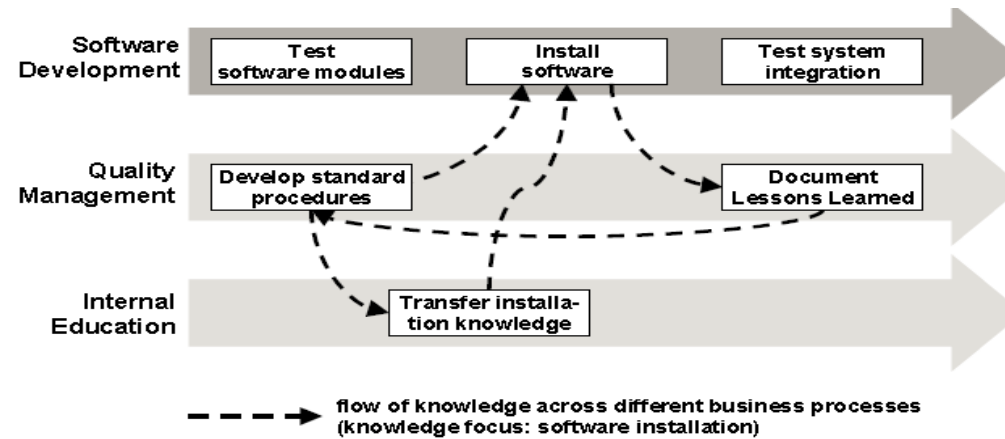 Software
Development
Test
software modules
Install
software
Test system
integration
Quality
Management
Develop standard
procedures
Document
Lessons Learned
Internal
Education
Transfer installa-
tion knowledge
flow of knowledge across different business processes
(knowledge focus: software installation)